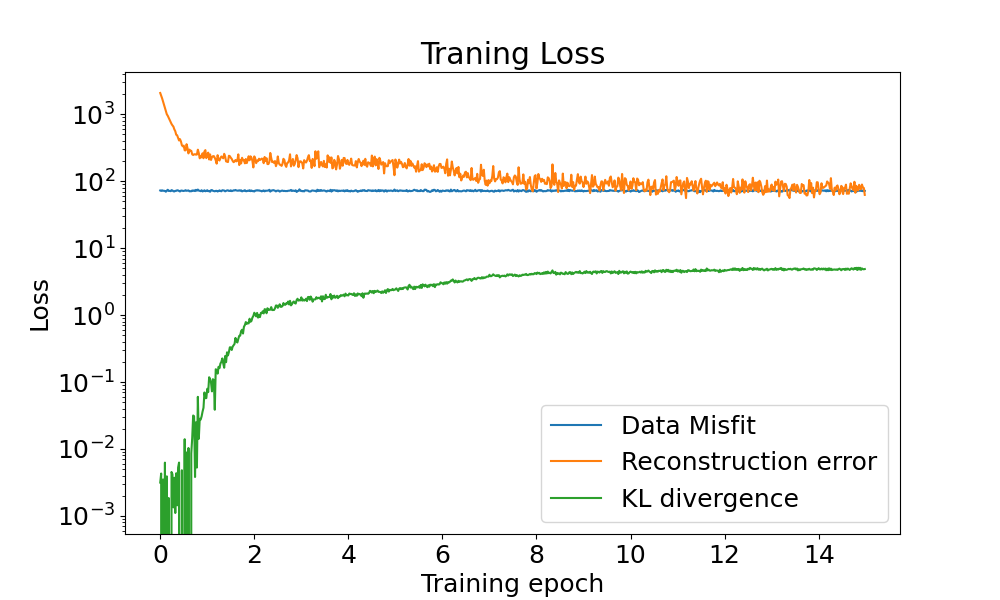 Traning Loss
Loss
10³
10²
10¹
10⁰
10⁻¹
10⁻²
10⁻³
Data Misfit
Reconstruction error
KL divergence
0 2 4 6 8 10 12 14
Training epoch